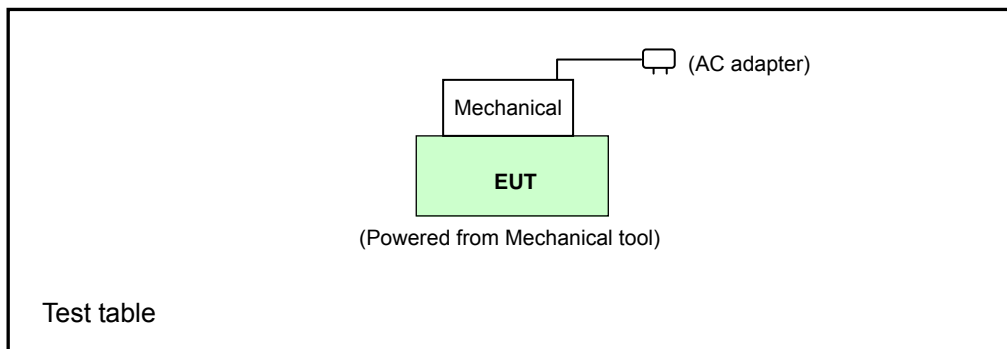 (AC adapter)
Mechanical
EUT
(Powered from Mechanical tool)
Test table